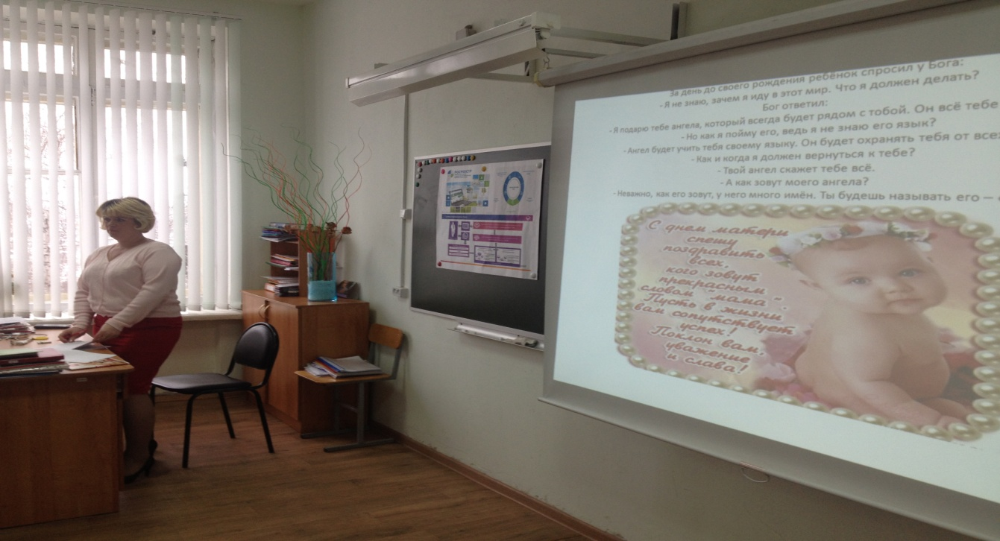 За день до своего рождения ребёнок спросил у Бога:
- Я не знаю, зачем я иду в этот мир. Что я должен делать?
Бог ответил:
- Я подарю тебе ангела, который всегда будет рядом с тобой. Он всё тебе
- Но как я пойму его, ведь я не знаю его язык?
- Ангел будет учить тебя своему языку. Он будет охранять тебя от всех
- Как и когда я должен вернуться к тебе?
- Твой ангел скажет тебе всё.
- А как зовут моего ангела?
- Неважно, как его зовут, у него много имён. Ты будешь называть его –
С днем матери
спешу
поздравить
всех,
кого зовут
прекрасным
словом "мама".
Пусть в жизни
вам сопутствует
успех!
Поклон вам,
уважение
и слава!